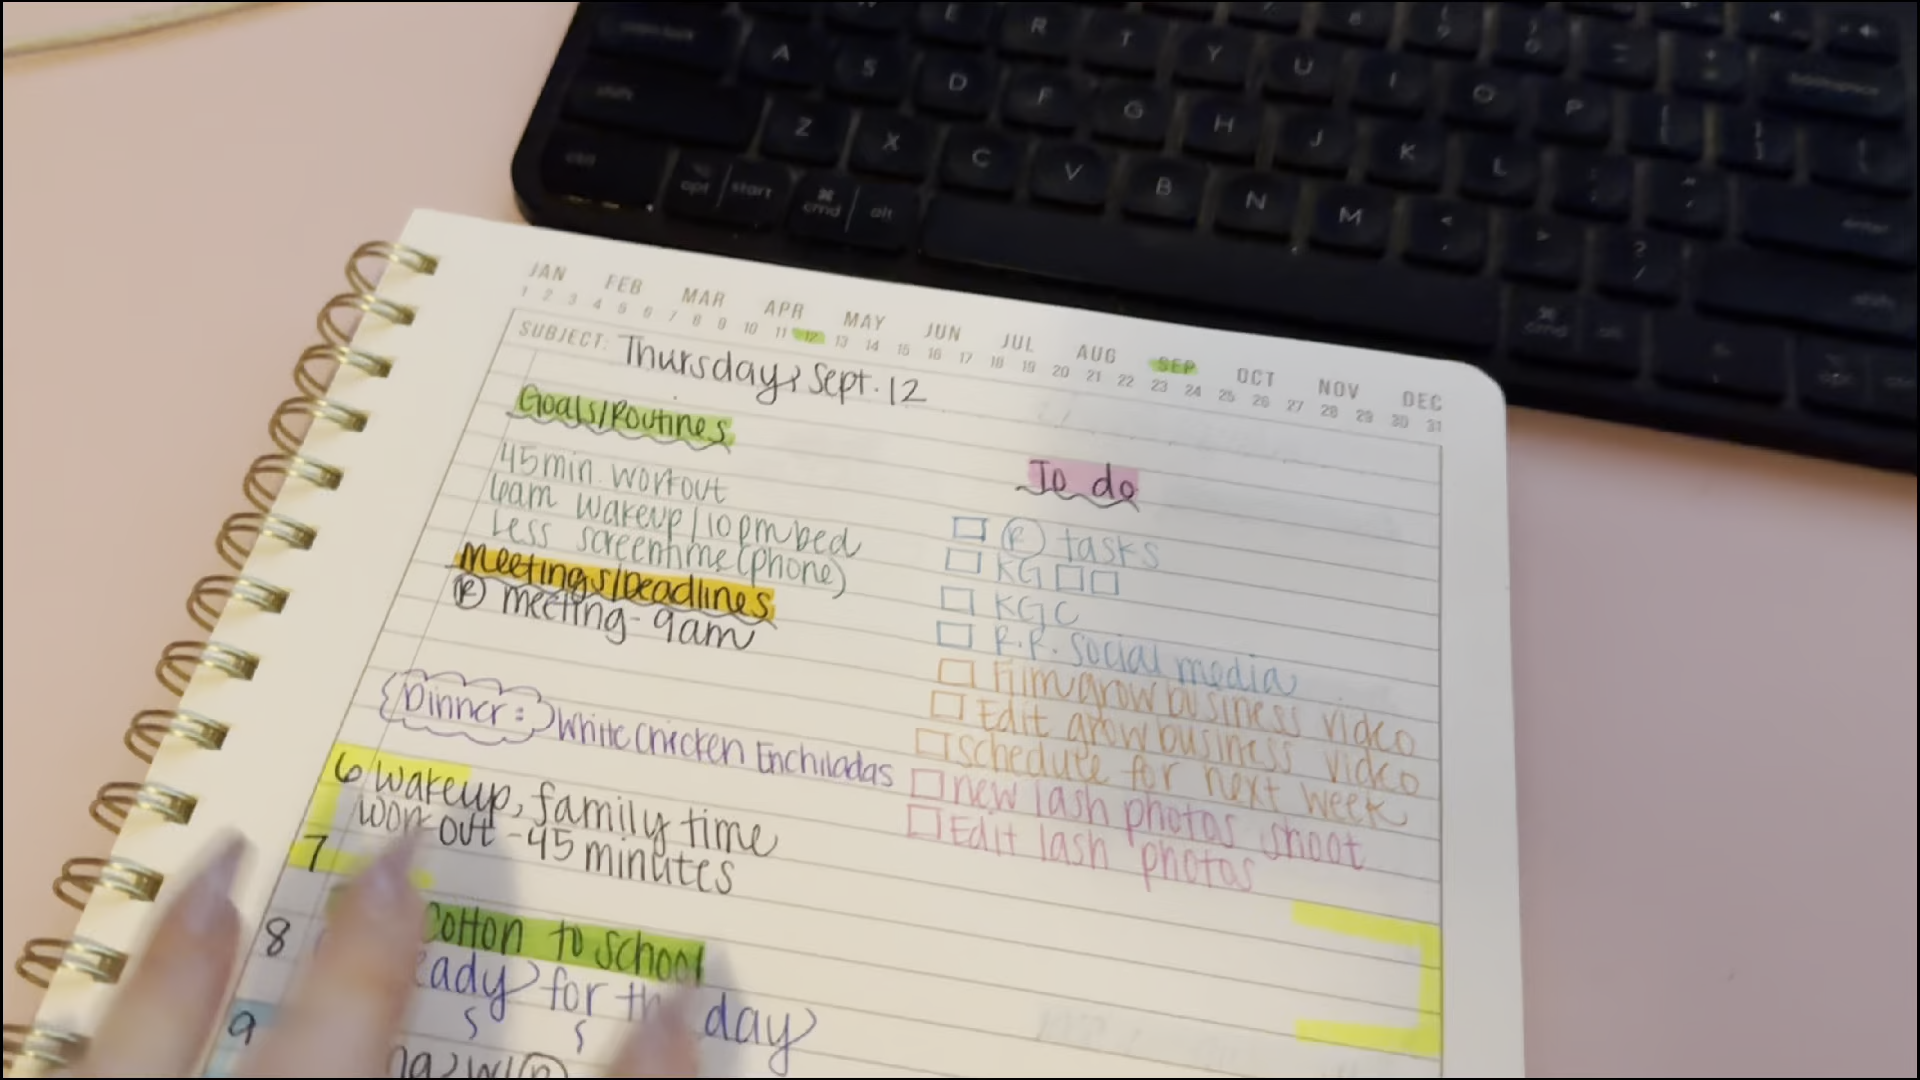 A S D F G H J K L
E R T Y U I O P
Z X C V B N M
opt start cmd alt
JAN FEB MAR APR MAY JUN JUL AUG SEP OCT NOV DEC
1 2 3 4 5 6 7 8 9 10 11 12 13 14 15 16 17 18 19 20 21 22 23 24 25 26 27 28 29 30 31
SUBJECT: Thursday, Sept. 12
Goals/Routines
45min. workout
6am wakeup/10pm bed
Less screentime (phone)
Meetings/Deadlines
(R) meeting - 9am
Dinner: White Chicken Enchiladas
To do
(R) tasks
KG
KGC
R.R. Social media
Film grow business video
Edit grow business video
Schedule for next week
new lash photos shoot
Edit lash photos
6 Wakeup, family time
workout - 45 minutes
7
8 Cotton to school
for the day
9